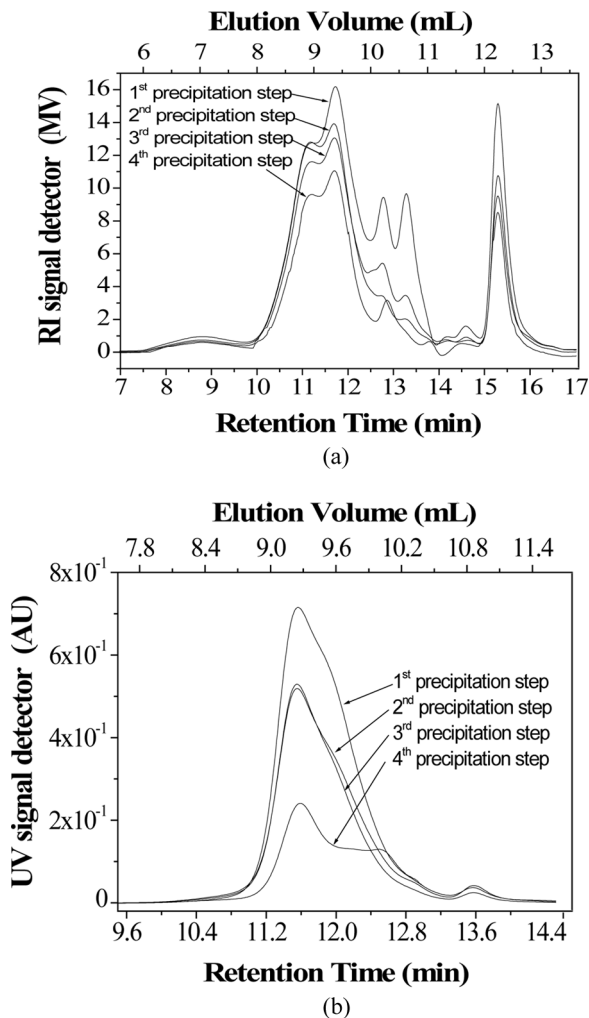 Elution Volume (mL)
6 7 8 9 10 11 12 13
RI signal detector (MV)
16
14
12
10
8
6
4
2
0
1st precipitation step
2nd precipitation step
3rd precipitation step
4th precipitation step
7 8 9 10 11 12 13 14 15 16 17
Retention Time (min)
(a)
Elution Volume (mL)
7.8 8.4 9.0 9.6 10.2 10.8 11.4
UV signal detector (AU)
8x10-1
6x10-1
4x10-1
2x10-1
0
1st precipitation step
2nd precipitation step
3rd precipitation step
4th precipitation step
9.6 10.4 11.2 12.0 12.8 13.6 14.4
Retention Time (min)
(b)